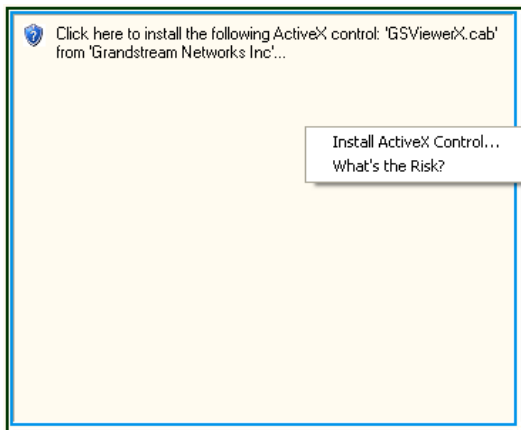 Click here to install the following ActiveX control: 'GSViewerX.cab'
from 'Grandstream Networks Inc'...
Install ActiveX Control...
What's the Risk?